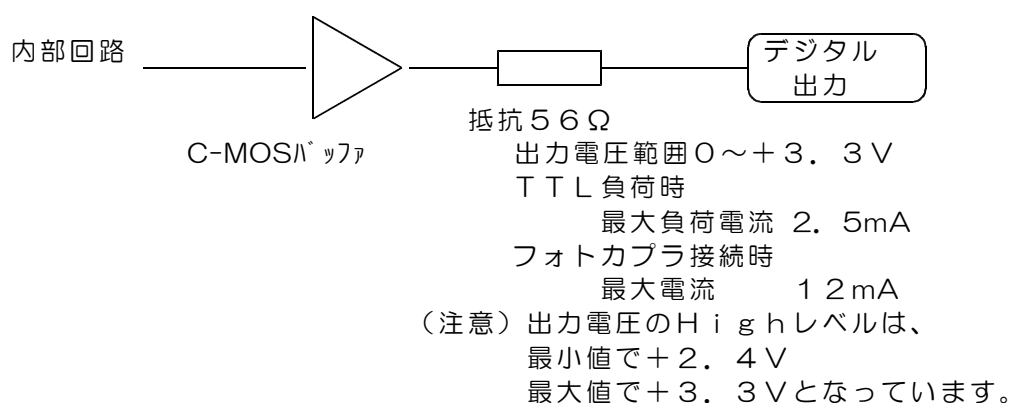 内部回路
デジタル
出力
抵抗５６Ω
C-MOSﾊﾞｯﾌｧ
出力電圧範囲０～＋３．３Ｖ
ＴＴＬ負荷時
最大負荷電流 ２．５mA
フォトカプラ接続時
最大電流　１２mA
（注意）出力電圧のＨｉｇｈレベルは、
最小値で＋２．４Ｖ
最大値で＋３．３Ｖとなっています。